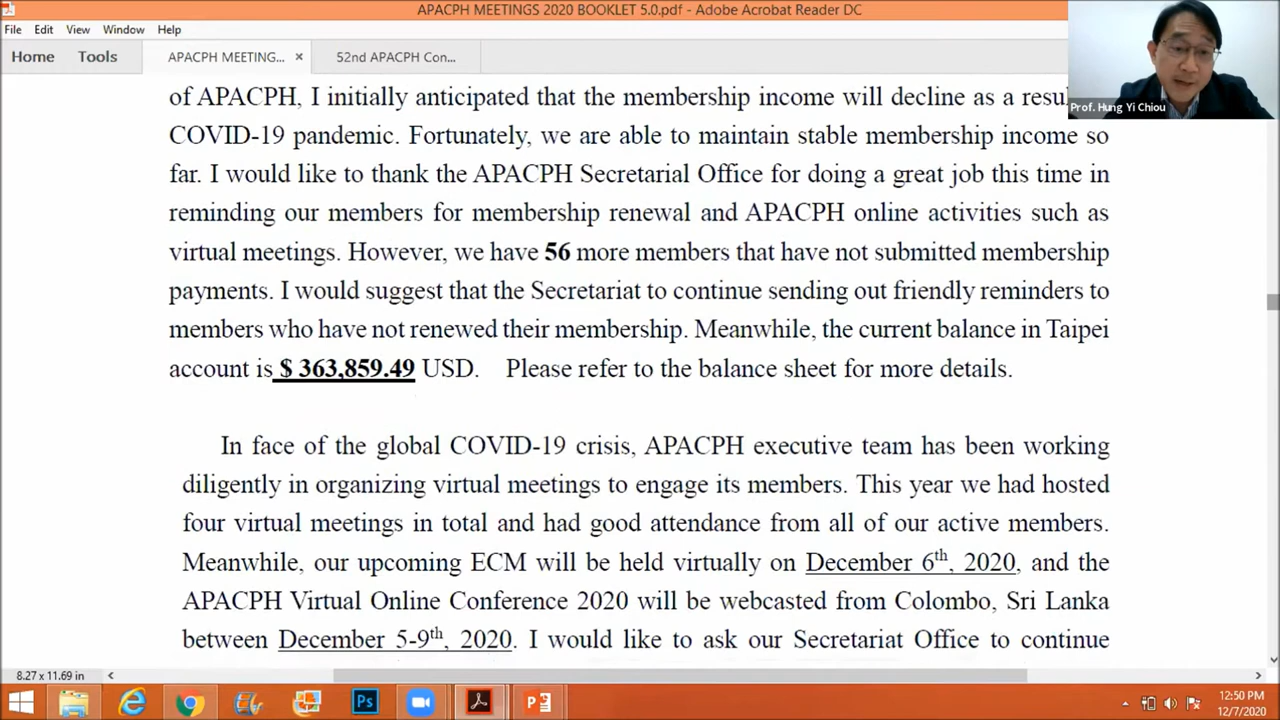 APACPH MEETINGS 2020 BOOKLET 5.0.pdf - Adobe Acrobat Reader DC
File Edit View Window Help
Home Tools APACPH MEETING... × 52nd APACPH Con...
Prof. Hung Yi Chiou
of APACPH, I initially anticipated that the membership income will decline as a resul
COVID-19 pandemic. Fortunately, we are able to maintain stable membership income so
far. I would like to thank the APACPH Secretarial Office for doing a great job this time in
reminding our members for membership renewal and APACPH online activities such as
virtual meetings. However, we have 56 more members that have not submitted membership
payments. I would suggest that the Secretariat to continue sending out friendly reminders to
members who have not renewed their membership. Meanwhile, the current balance in Taipei
account is $ 363,859.49 USD. Please refer to the balance sheet for more details.
In face of the global COVID-19 crisis, APACPH executive team has been working
diligently in organizing virtual meetings to engage its members. This year we had hosted
four virtual meetings in total and had good attendance from all of our active members.
Meanwhile, our upcoming ECM will be held virtually on December 6th, 2020, and the
APACPH Virtual Online Conference 2020 will be webcasted from Colombo, Sri Lanka
between December 5-9th, 2020. I would like to ask our Secretariat Office to continue
8.27 x 11.69 in
Ps
12:50 PM
12/7/2020